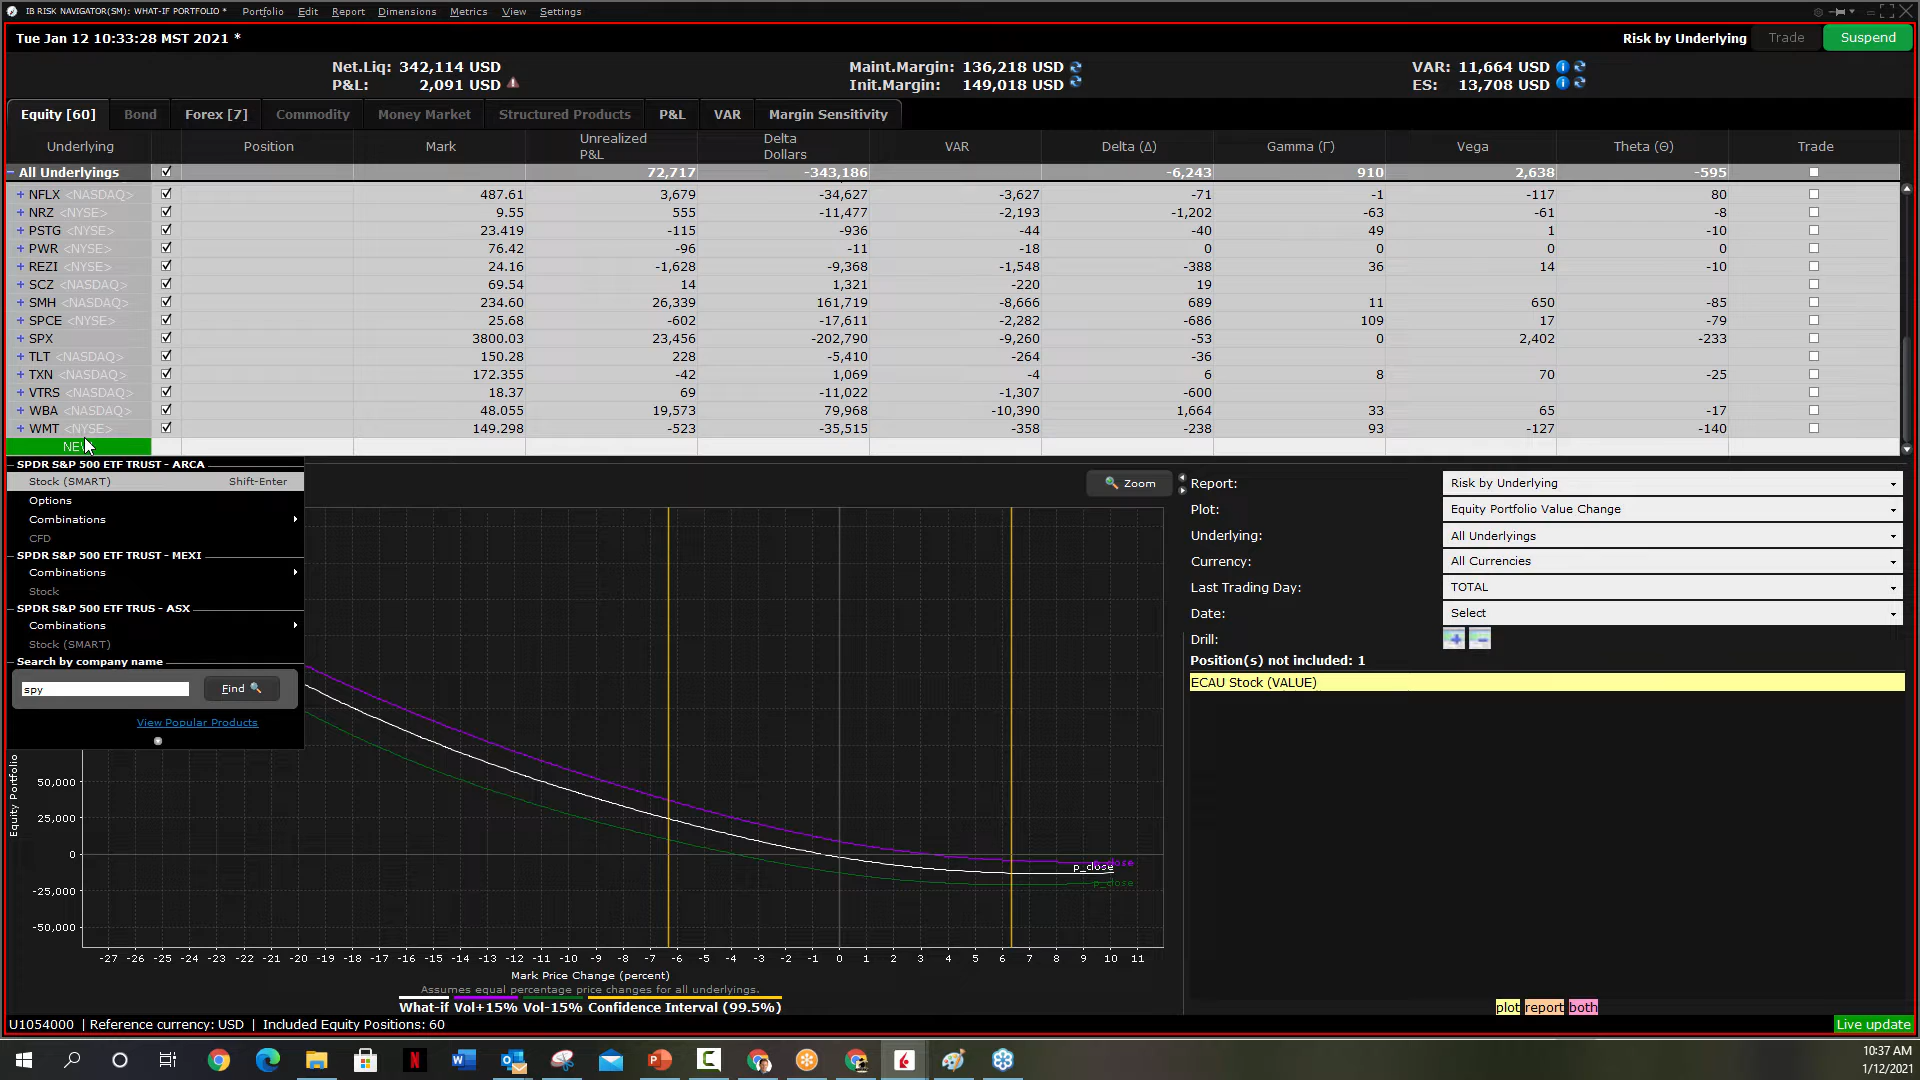 IB RISK NAVIGATOR(SM): WHAT-IF PORTFOLIO * Portfolio Edit Report Dimensions Metrics View Settings
Tue Jan 12 10:33:28 MST 2021 * Risk by Underlying Trade Suspend
Net.Liq: 342,114 USD Maint.Margin: 136,218 USD VAR: 11,664 USD
P&L: 2,091 USD Init.Margin: 149,018 USD ES: 13,708 USD
Equity [60] Bond Forex [7] Commodity Money Market Structured Products P&L VAR Margin Sensitivity
Underlying Position Mark Unrealized P&L Delta Dollars VAR Delta (Δ) Gamma (Γ) Vega Theta (Θ) Trade
All Underlyings 72,717 -343,186 -6,243 910 2,638 -595
+ NFLX <NASDAQ> 487.61 3,679 -34,627 -3,627 -71 -1 -117 80
+ NRZ <NYSE> 9.55 555 -11,477 -2,193 -1,202 -63 -61 -8
+ PSTG <NYSE> 23.419 -115 -936 -44 -40 49 1 -10
+ PWR <NYSE> 76.42 -96 -11 -18 0 0 0 0
+ REZI <NYSE> 24.16 -1,628 -9,368 -1,548 -388 36 14 -10
+ SCZ <NASDAQ> 69.54 14 1,321 -220 19
+ SMH <NASDAQ> 234.60 26,339 161,719 -8,666 689 11 650 -85
+ SPCE <NYSE> 25.68 -602 -17,611 -2,282 -686 109 17 -79
+ SPX 3800.03 23,456 -202,790 -9,260 -53 0 2,402 -233
+ TLT <NASDAQ> 150.28 228 -5,410 -264 -36
+ TXN <NASDAQ> 172.355 -42 1,069 -4 6 8 70 -25
+ VTRS <NASDAQ> 18.37 69 -11,022 -1,307 -600
+ WBA <NASDAQ> 48.055 19,573 79,968 -10,390 1,664 33 65 -17
+ WMT <NYSE> 149.298 -523 -35,515 -358 -238 93 -127 -140
SPDR S&P 500 ETF TRUST - ARCA
Stock (SMART) Shift-Enter
Options
Combinations
CFD
SPDR S&P 500 ETF TRUST - MEXI
Combinations
Stock
SPDR S&P 500 ETF TRUS - ASX
Combinations
Stock (SMART)
Search by company name
spy Find
View Popular Products
Zoom
Report: Risk by Underlying
Plot: Equity Portfolio Value Change
Underlying: All Underlyings
Currency: All Currencies
Last Trading Day: TOTAL
Date: Select
Drill:
Position(s) not included: 1
ECAU Stock (VALUE)
Equity Portfolio
50,000
25,000
0
-25,000
-50,000
p_close
p_close
p_close
-27 -26 -25 -24 -23 -22 -21 -20 -19 -18 -17 -16 -15 -14 -13 -12 -11 -10 -9 -8 -7 -6 -5 -4 -3 -2 -1 0 1 2 3 4 5 6 7 8 9 10 11
Mark Price Change (percent)
Assumes equal percentage price changes for all underlyings.
What-if Vol+15% Vol-15% Confidence Interval (99.5%)
plot report both
U1054000 | Reference currency: USD | Included Equity Positions: 60 Live update
10:37 AM
1/12/2021